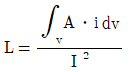 L = ∫ᵥ A · i dv / I ²